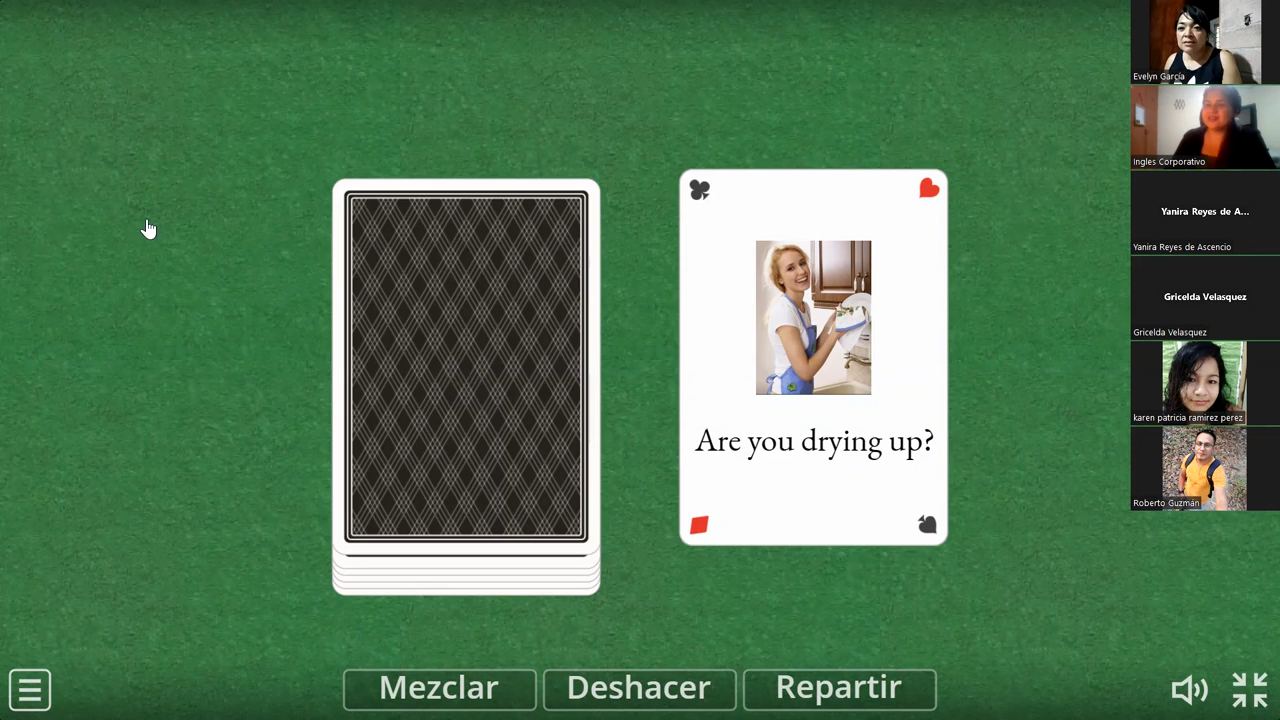 Evelyn García
Ingles Corporativo
Yanira Reyes de A...
Yanira Reyes de Ascencio
Gricelda Velasquez
Gricelda Velasquez
karen patricia ramirez perez
Roberto Guzmán
Are you drying up?
Mezclar
Deshacer
Repartir